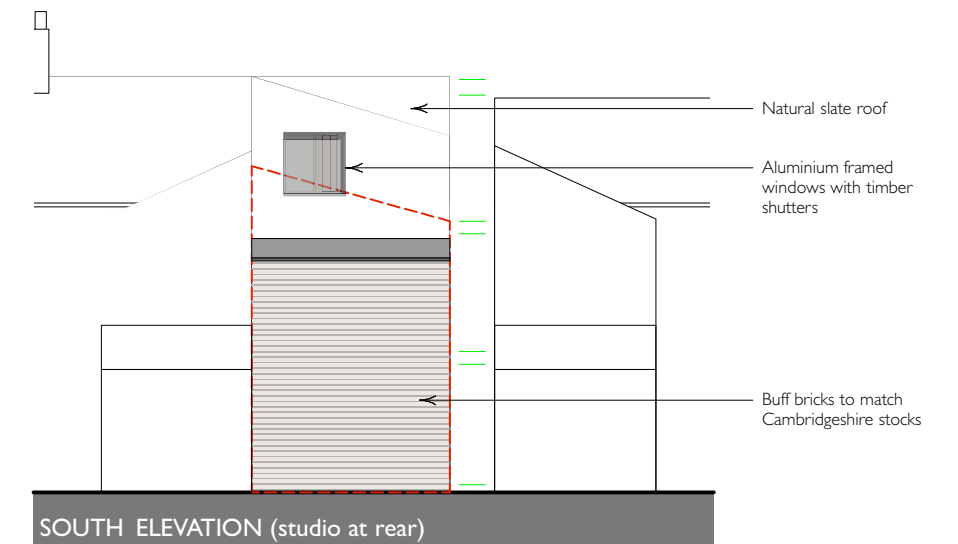 Natural slate roof
Aluminium framed
windows with timber
shutters
Buff bricks to match
Cambridgeshire stocks
SOUTH ELEVATION (studio at rear)